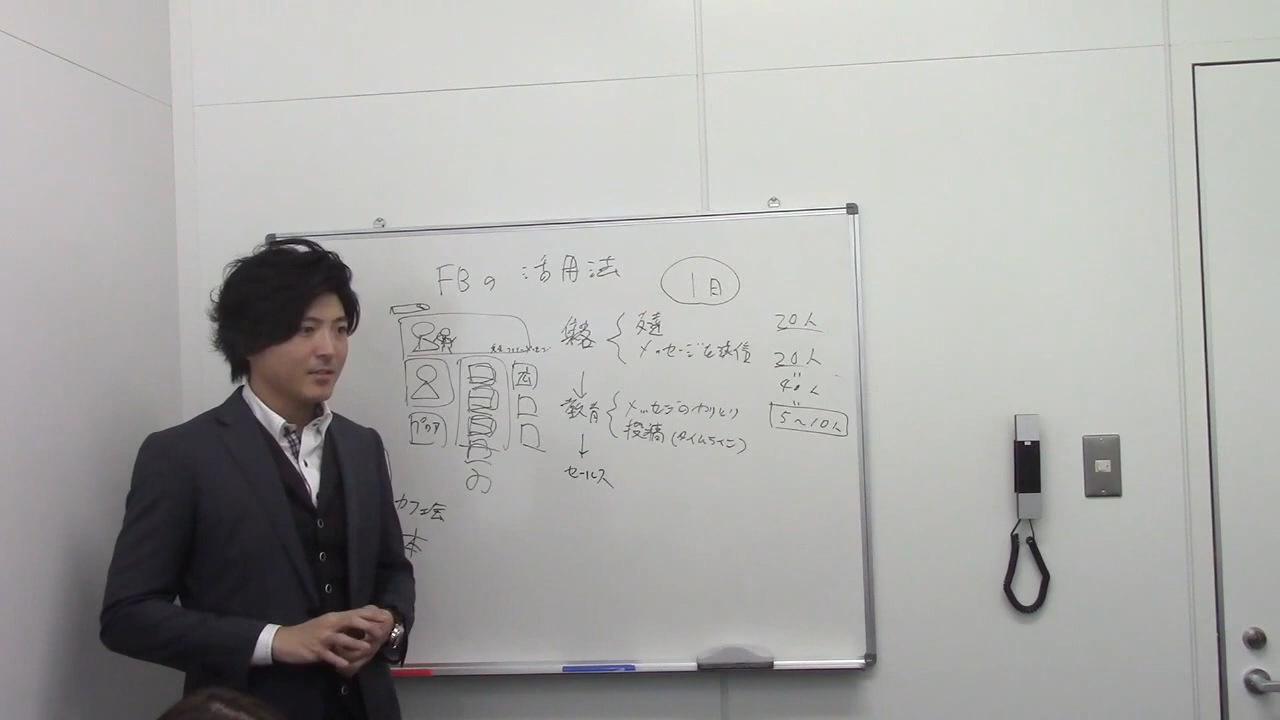 FBの 活用法
1日
集客
友達
20人
メッセージを送信
20人
40人
広
教育
メッセージのやりとり
5〜10人
投稿(タイムライン)
セールス
カフェ会
本